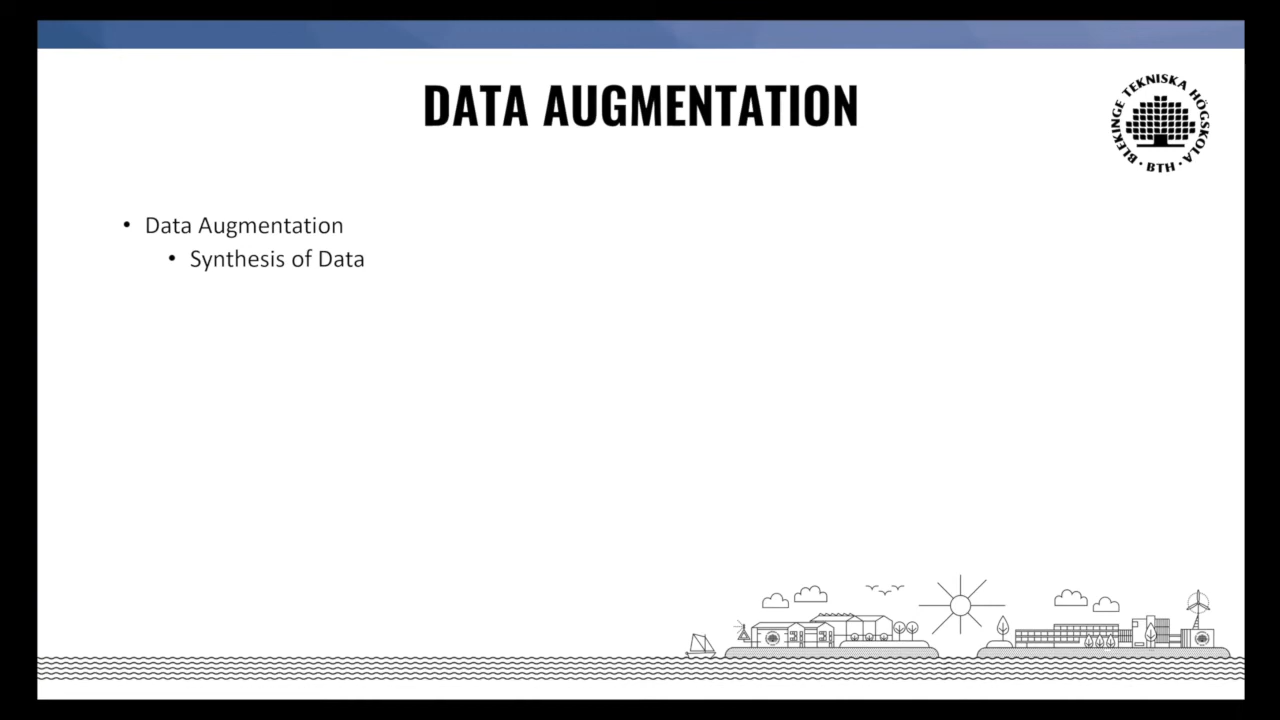 DATA AUGMENTATION
BLEKINGE TEKNISKA HÖGSKOLA · BTH ·
• Data Augmentation
• Synthesis of Data